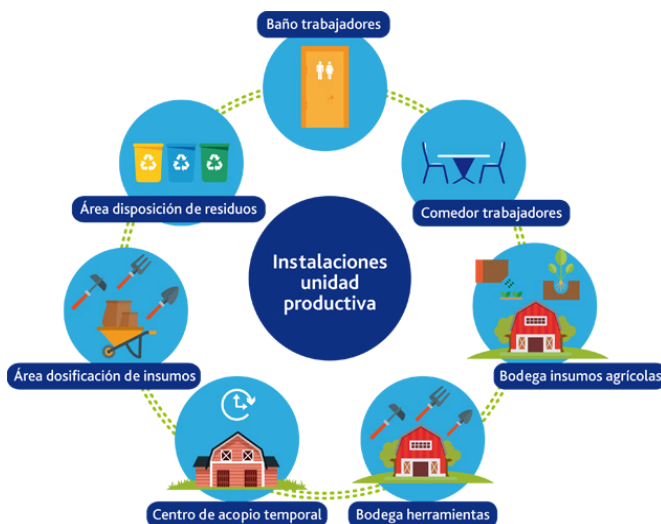 Baño trabajadores
Comedor trabajadores
Bodega insumos agrícolas
Bodega herramientas
Centro de acopio temporal
Área dosificación de insumos
Área disposición de residuos
Instalaciones
unidad
productiva